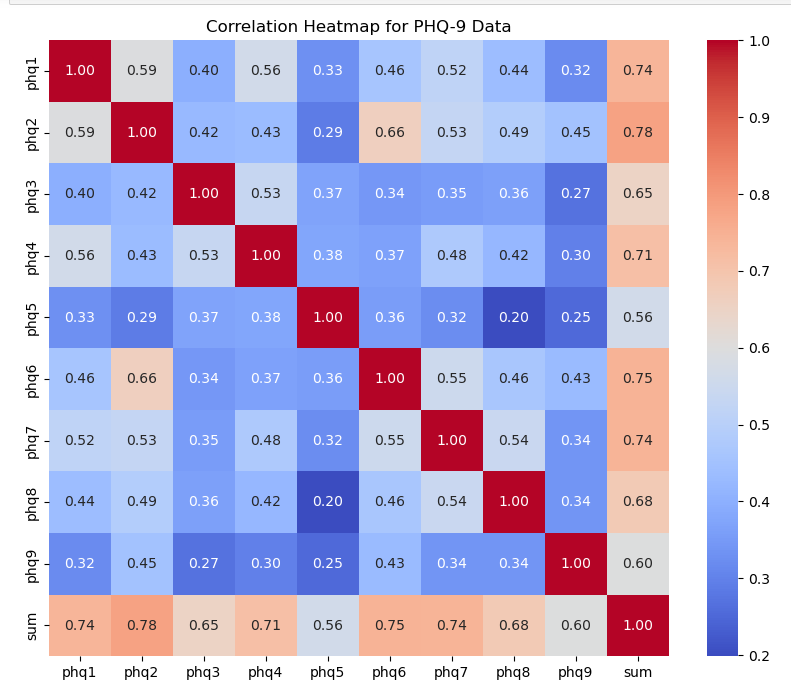 Correlation Heatmap for PHQ-9 Data
phq1 1.00 0.59 0.40 0.56 0.33 0.46 0.52 0.44 0.32 0.74
phq2 0.59 1.00 0.42 0.43 0.29 0.66 0.53 0.49 0.45 0.78
phq3 0.40 0.42 1.00 0.53 0.37 0.34 0.35 0.36 0.27 0.65
phq4 0.56 0.43 0.53 1.00 0.38 0.37 0.48 0.42 0.30 0.71
phq5 0.33 0.29 0.37 0.38 1.00 0.36 0.32 0.20 0.25 0.56
phq6 0.46 0.66 0.34 0.37 0.36 1.00 0.55 0.46 0.43 0.75
phq7 0.52 0.53 0.35 0.48 0.32 0.55 1.00 0.54 0.34 0.74
phq8 0.44 0.49 0.36 0.42 0.20 0.46 0.54 1.00 0.34 0.68
phq9 0.32 0.45 0.27 0.30 0.25 0.43 0.34 0.34 1.00 0.60
sum 0.74 0.78 0.65 0.71 0.56 0.75 0.74 0.68 0.60 1.00
phq1 phq2 phq3 phq4 phq5 phq6 phq7 phq8 phq9 sum
1.0
0.9
0.8
0.7
0.6
0.5
0.4
0.3
0.2